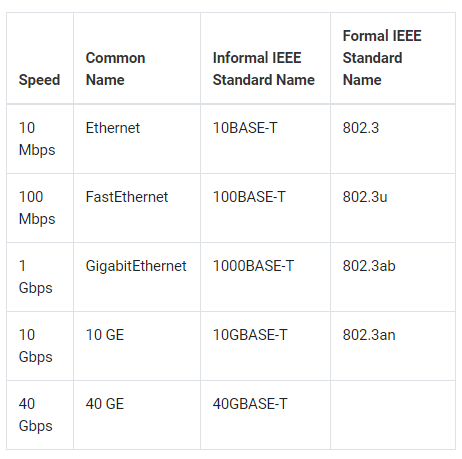 Speed
Common
Name
Informal IEEE
Standard Name
Formal IEEE
Standard
Name
10
Mbps
Ethernet
10BASE-T
802.3
100
Mbps
FastEthernet
100BASE-T
802.3u
1
Gbps
GigabitEthernet
1000BASE-T
802.3ab
10
Gbps
10 GE
10GBASE-T
802.3an
40
Gbps
40 GE
40GBASE-T